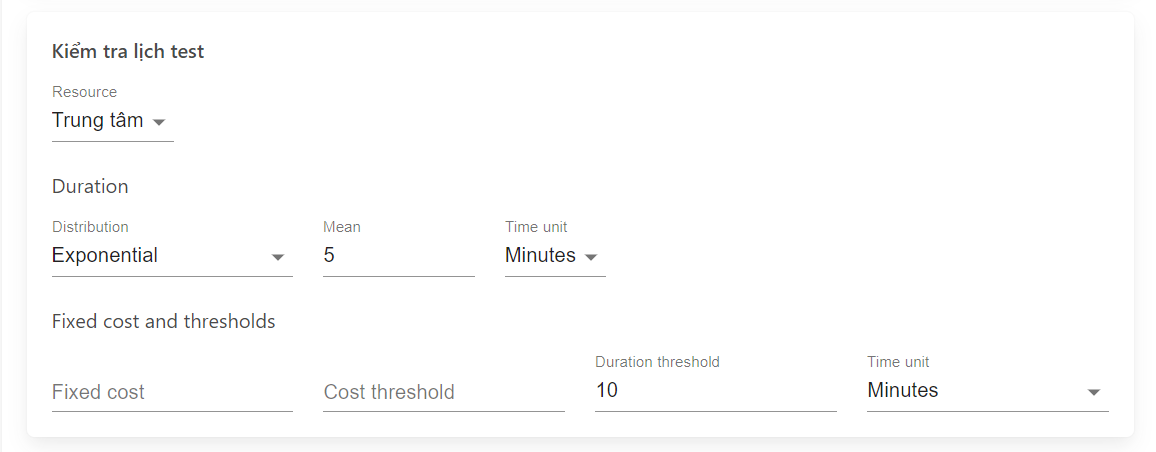 Kiểm tra lịch test
Resource
Trung tâm
Duration
Distribution Mean Time unit
Exponential 5 Minutes
Fixed cost and thresholds
Duration threshold Time unit
Fixed cost Cost threshold 10 Minutes